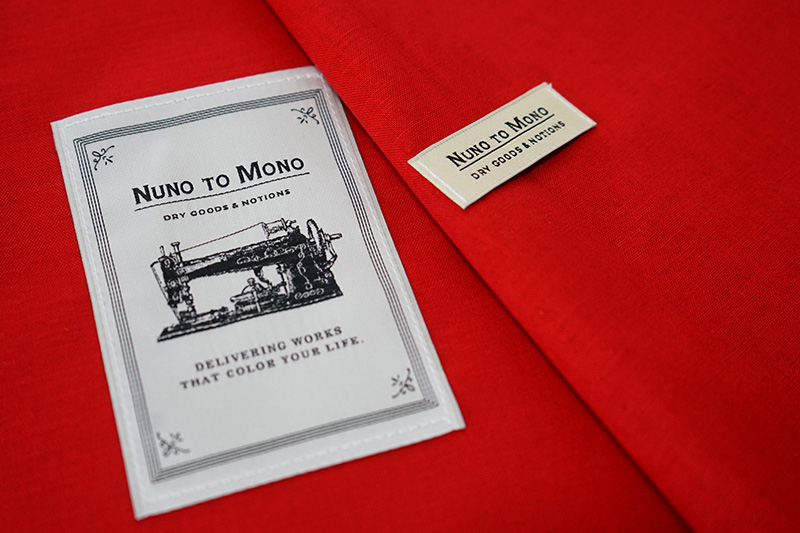 NUNO TO MONO
DRY GOODS & NOTIONS
DELIVERING WORKS
THAT COLOR YOUR LIFE.
NUNO TO MONO
DRY GOODS & NOTIONS